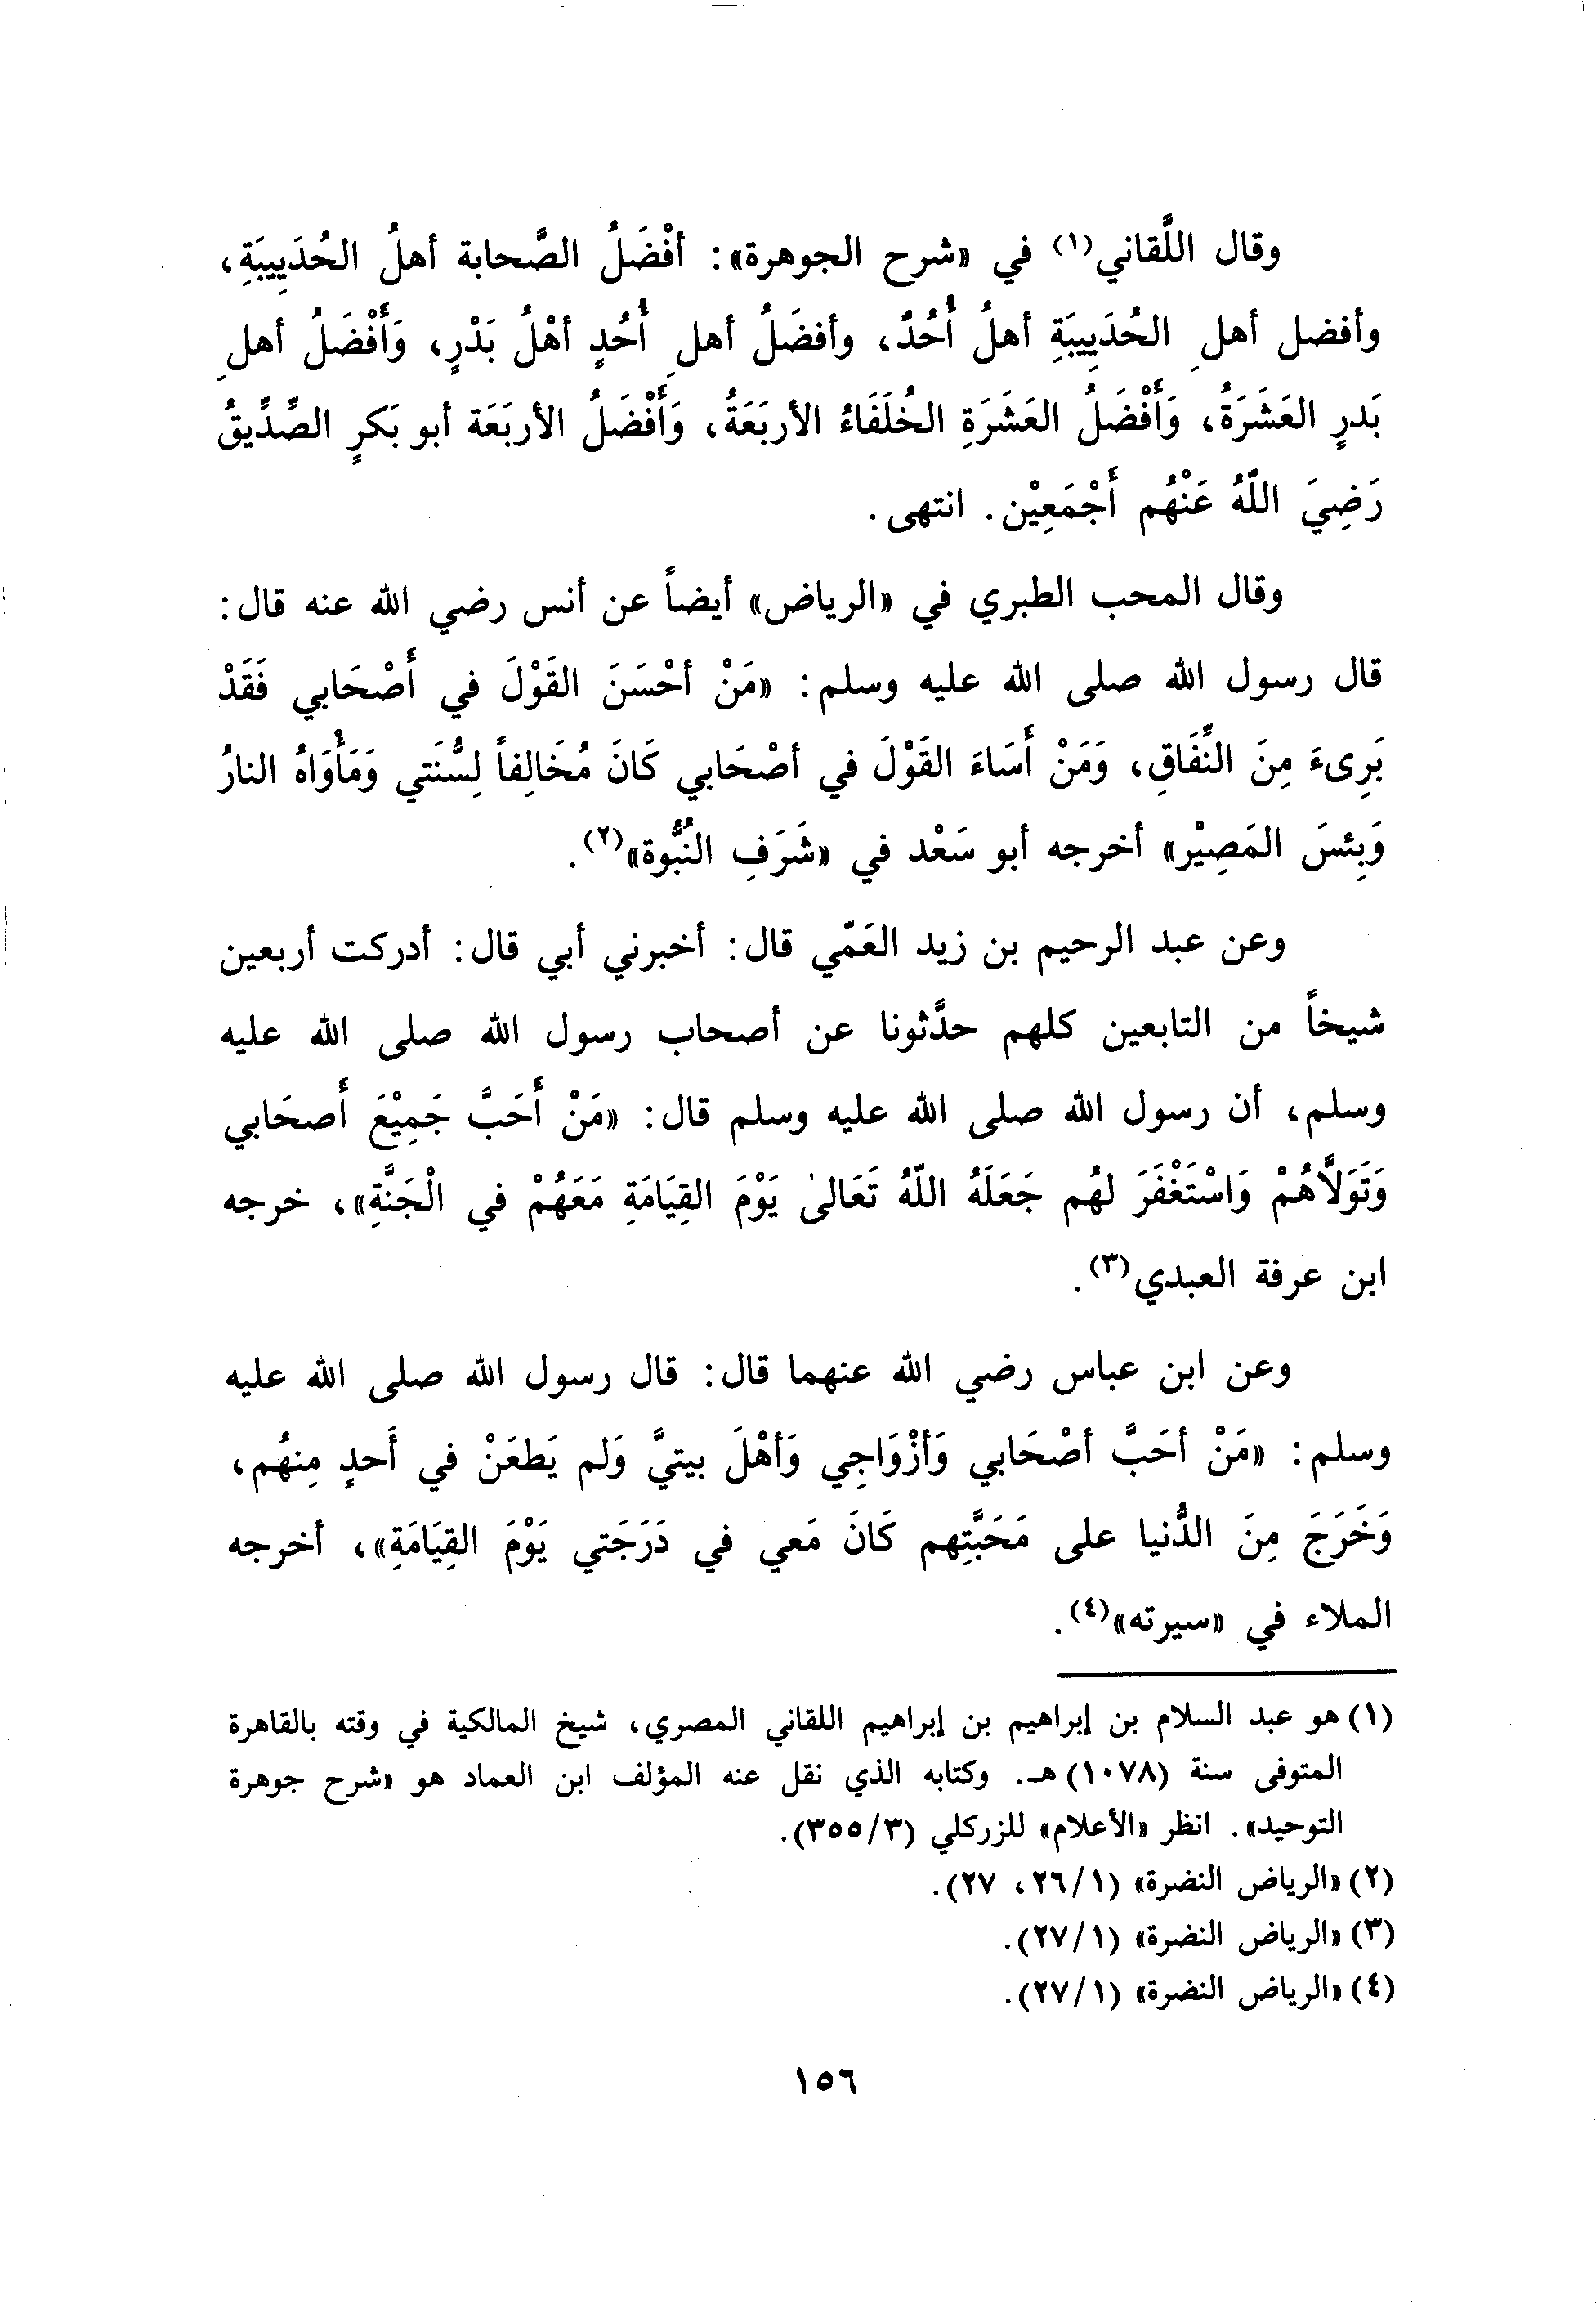 وقال اللَّقاني(١) في «شرح الجوهرة»: أفْضَلُ الصَّحابة أهلُ الحُدَيِيبَةِ،
وأفضل أهلِ الحُدَيِيبَةِ أهلُ أُحُدٌ، وأفضَلُ أهلِ أُحُدٍ أهْلُ بَدْرٍ، وَأَفْضَلُ أهلِ
بَدرٍ العَشَرَةُ، وَأَفْضَلُ العَشَرَةِ الخُلَفَاءُ الأربَعَةُ، وَأَفْضَلُ الأربَعَة أبو بَكرٍ الصِّدِّيقُ
رَضِيَ اللّهُ عَنْهُم أَجْمَعِيْن. انتهى.
وقال المحب الطبري في «الرياض» أيضاً عن أنس رضي الله عنه قال:
قال رسول الله صلى الله عليه وسلم: «مَنْ أحْسَنَ القَوْلَ في أَصْحَابي فَقَدْ
بَرِىءَ مِنَ النِّفَاقِ، وَمَنْ أَسَاءَ القَوْلَ في أصْحَابي كَانَ مُخَالِفاً لِسُّنَتي وَمَأْوَاهُ النارُ
وَبِئسَ المَصِيْر» أخرجه أبو سَعْد في «شَرَفِ النُبُّوة»(٢).
وعن عبد الرحيم بن زيد العَمّي قال: أخبرني أبي قال: أدركت أربعين
شيخاً من التابعين كلهم حدَّثونا عن أصحاب رسول الله صلى الله عليه
وسلم، أن رسول الله صلى الله عليه وسلم قال: «مَنْ أَحَبَّ جَمِيْعَ أَصحَابي
وَتَوَلاَّهُمْ وَاسْتَغْفَرَ لهُم جَعَلَهُ اللّهُ تَعَالىٰ يَوْمَ القِيَامَةِ مَعَهُمْ في الْجَنَّةِ»، خرجه
ابن عرفة العبدي(٣).
وعن ابن عباس رضي الله عنهما قال: قال رسول الله صلى الله عليه
وسلم: «مَنْ أحَبَّ أصْحَابي وَأزْوَاجِي وَأهْلَ بيتيَّ وَلم يَطعَنْ في أَحدٍ مِنهُم،
وَخَرَجَ مِنَ الدُّنيا على مَحَبَّتِهم كَانَ مَعي في دَرَجَتي يَوْمَ القِيَامَةِ»، أخرجه
الملاء في «سيرته»(٤).
(١) هو عبد السلام بن إبراهيم بن إبراهيم اللقاني المصري، شيخ المالكية في وقته بالقاهرة
المتوفى سنة (١٠٧٨) هـ. وكتابه الذي نقل عنه المؤلف ابن العماد هو «شرح جوهرة
التوحيد». انظر «الأعلام» للزركلي (٣/٣٥٥).
(٢) «الرياض النضرة» (١/٢٦، ٢٧).
(٣) «الرياض النضرة» (١/٢٧).
(٤) «الرياض النضرة» (١/٢٧).
١٥٦